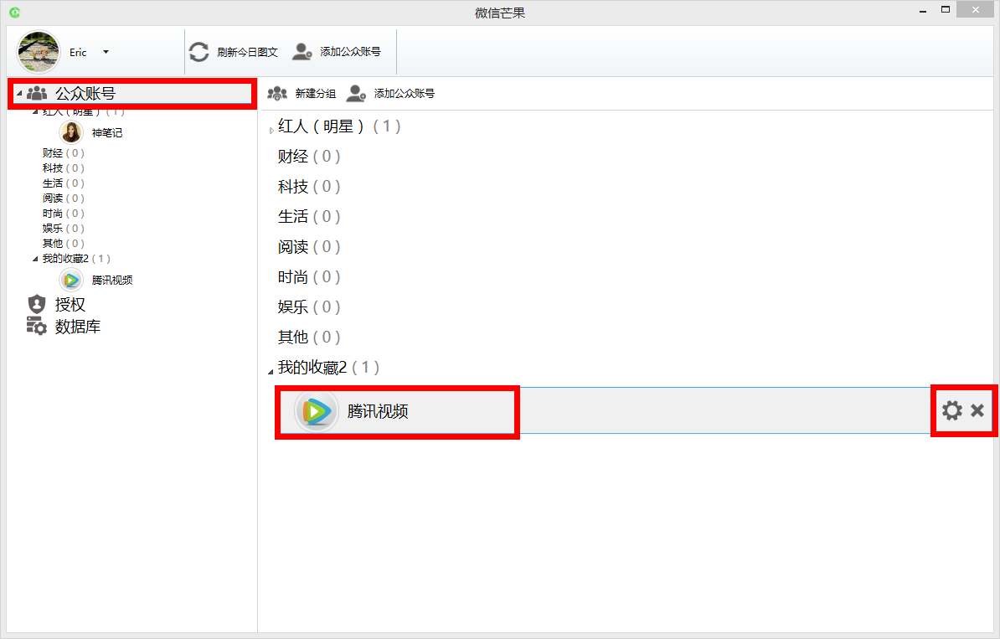 微信芒果
Eric
刷新今日图文
添加公众账号
公众账号
红人（明星）( 1 )
神笔记
财经 ( 0 )
科技 ( 0 )
生活 ( 0 )
阅读 ( 0 )
时尚 ( 0 )
娱乐 ( 0 )
其他 ( 0 )
我的收藏2 ( 1 )
腾讯视频
授权
数据库
新建分组
添加公众账号
红人（明星）( 1 )
财经 ( 0 )
科技 ( 0 )
生活 ( 0 )
阅读 ( 0 )
时尚 ( 0 )
娱乐 ( 0 )
其他 ( 0 )
我的收藏2 ( 1 )
腾讯视频